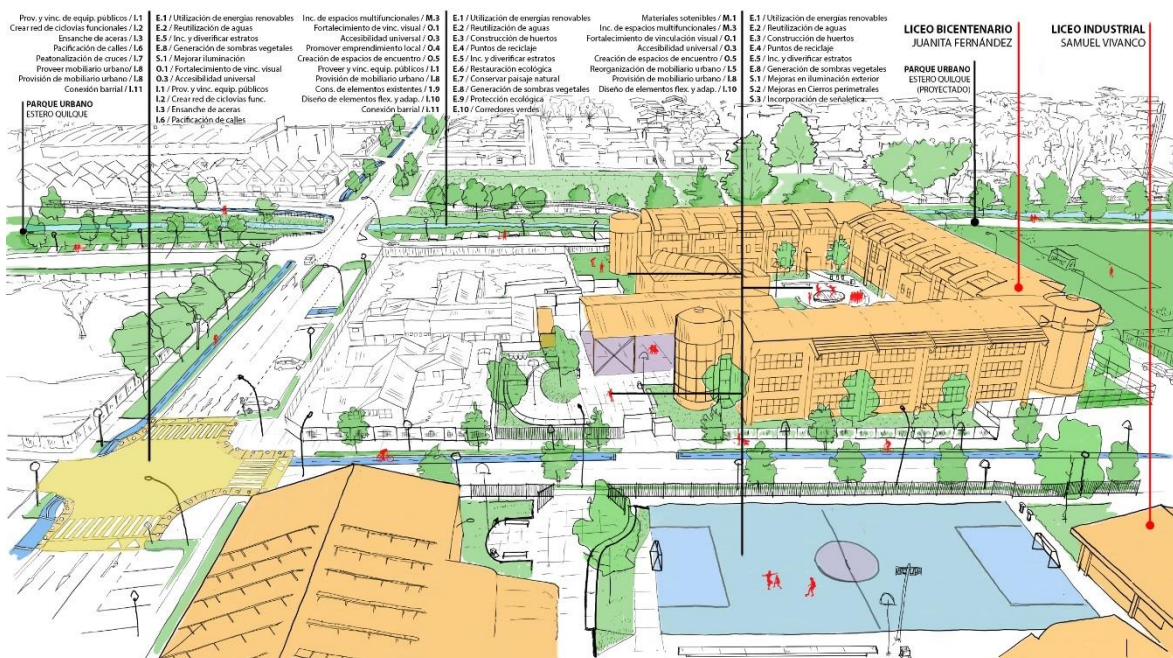 Prov. y vinc. equip. públicos / I.1
Crear red de ciclovias funcionales / I.2
Ensanche de aceras / I.3
Pacificación de calles / I.6
Peatonalización de cruces / I.7
Proveer mobiliario urbano / I.8
Provisión de mobiliario urbano / I.8
Conexión barrial / I.11
PARQUE URBANO
ESTERO QUILQUE
E.1 / Utilización de energías renovables
E.2 / Reutilización de aguas
E.5 / Inc. y diverificar estratos
E.8 / Generación de sombras vegetales
S.1 / Mejorar iluminación
O.1 / Fortalecimiento de vinc. visual
O.3 / Accesibilidad universal
I.1 / Prov. y vinc. equip. públicos
I.2 / Crear red de ciclovías func.
I.3 / Ensanche de aceras
I.6 / Pacificación de calles
Inc. de espacios multifuncionales / M.3
Fortalecimiento de vinc. visual / O.1
Accesibilidad universal / O.3
Promover emprendimiento local / O.4
Creación de espacios de encuentro / O.5
Proveer y vinc. equip. públicos / I.1
Provisión de mobiliario urbano / I.8
Cons. de elementos existentes / 1.9
Diseño de elementos flex. y adap. / I.10
Conexión barrial / I.11
E.1 / Utilización de energías renovables
E.2 / Reutilización de aguas
E.3 / Construcción de huertos
E.4 / Puntos de reciclaje
E.5 / Inc. y diverificar estratos
E.6 / Restauración ecológica
E.7 / Conservar paisaje natural
E.8 / Generación de sombras vegetales
E.9 / Protección ecológica
E.10 / Corredores verdes
Materiales sotenibles / M.1
Inc. de espacios multifuncionales / M.3
Fortalecimiento de vinculación visual / O.1
Accesibilidad universal / O.3
Creación de espacios de encuentro / O.5
Reorganización de mobiliario urbano / I.5
Provisión de mobiliario urbano / I.8
Diseño de elementos flex. y adap. / I.10
E.1 / Utilización de energías renovables
E.2 / Reutilización de aguas
E.3 / Construcción de huertos
E.4 / Puntos de reciclaje
E.5 / Inc. y diverificar estratos
E.8 / Generación de sombras vegetales
S.1 / Mejoras en iluminación exterior
S.2 / Mejoras en Cierros perimetrales
S.3 / Incorporación de señalética
LICEO BICENTENARIO
JUANITA FERNÁNDEZ
PARQUE URBANO
ESTERO QUILQUE
(PROYECTADO)
LICEO INDUSTRIAL
SAMUEL VIVANCO